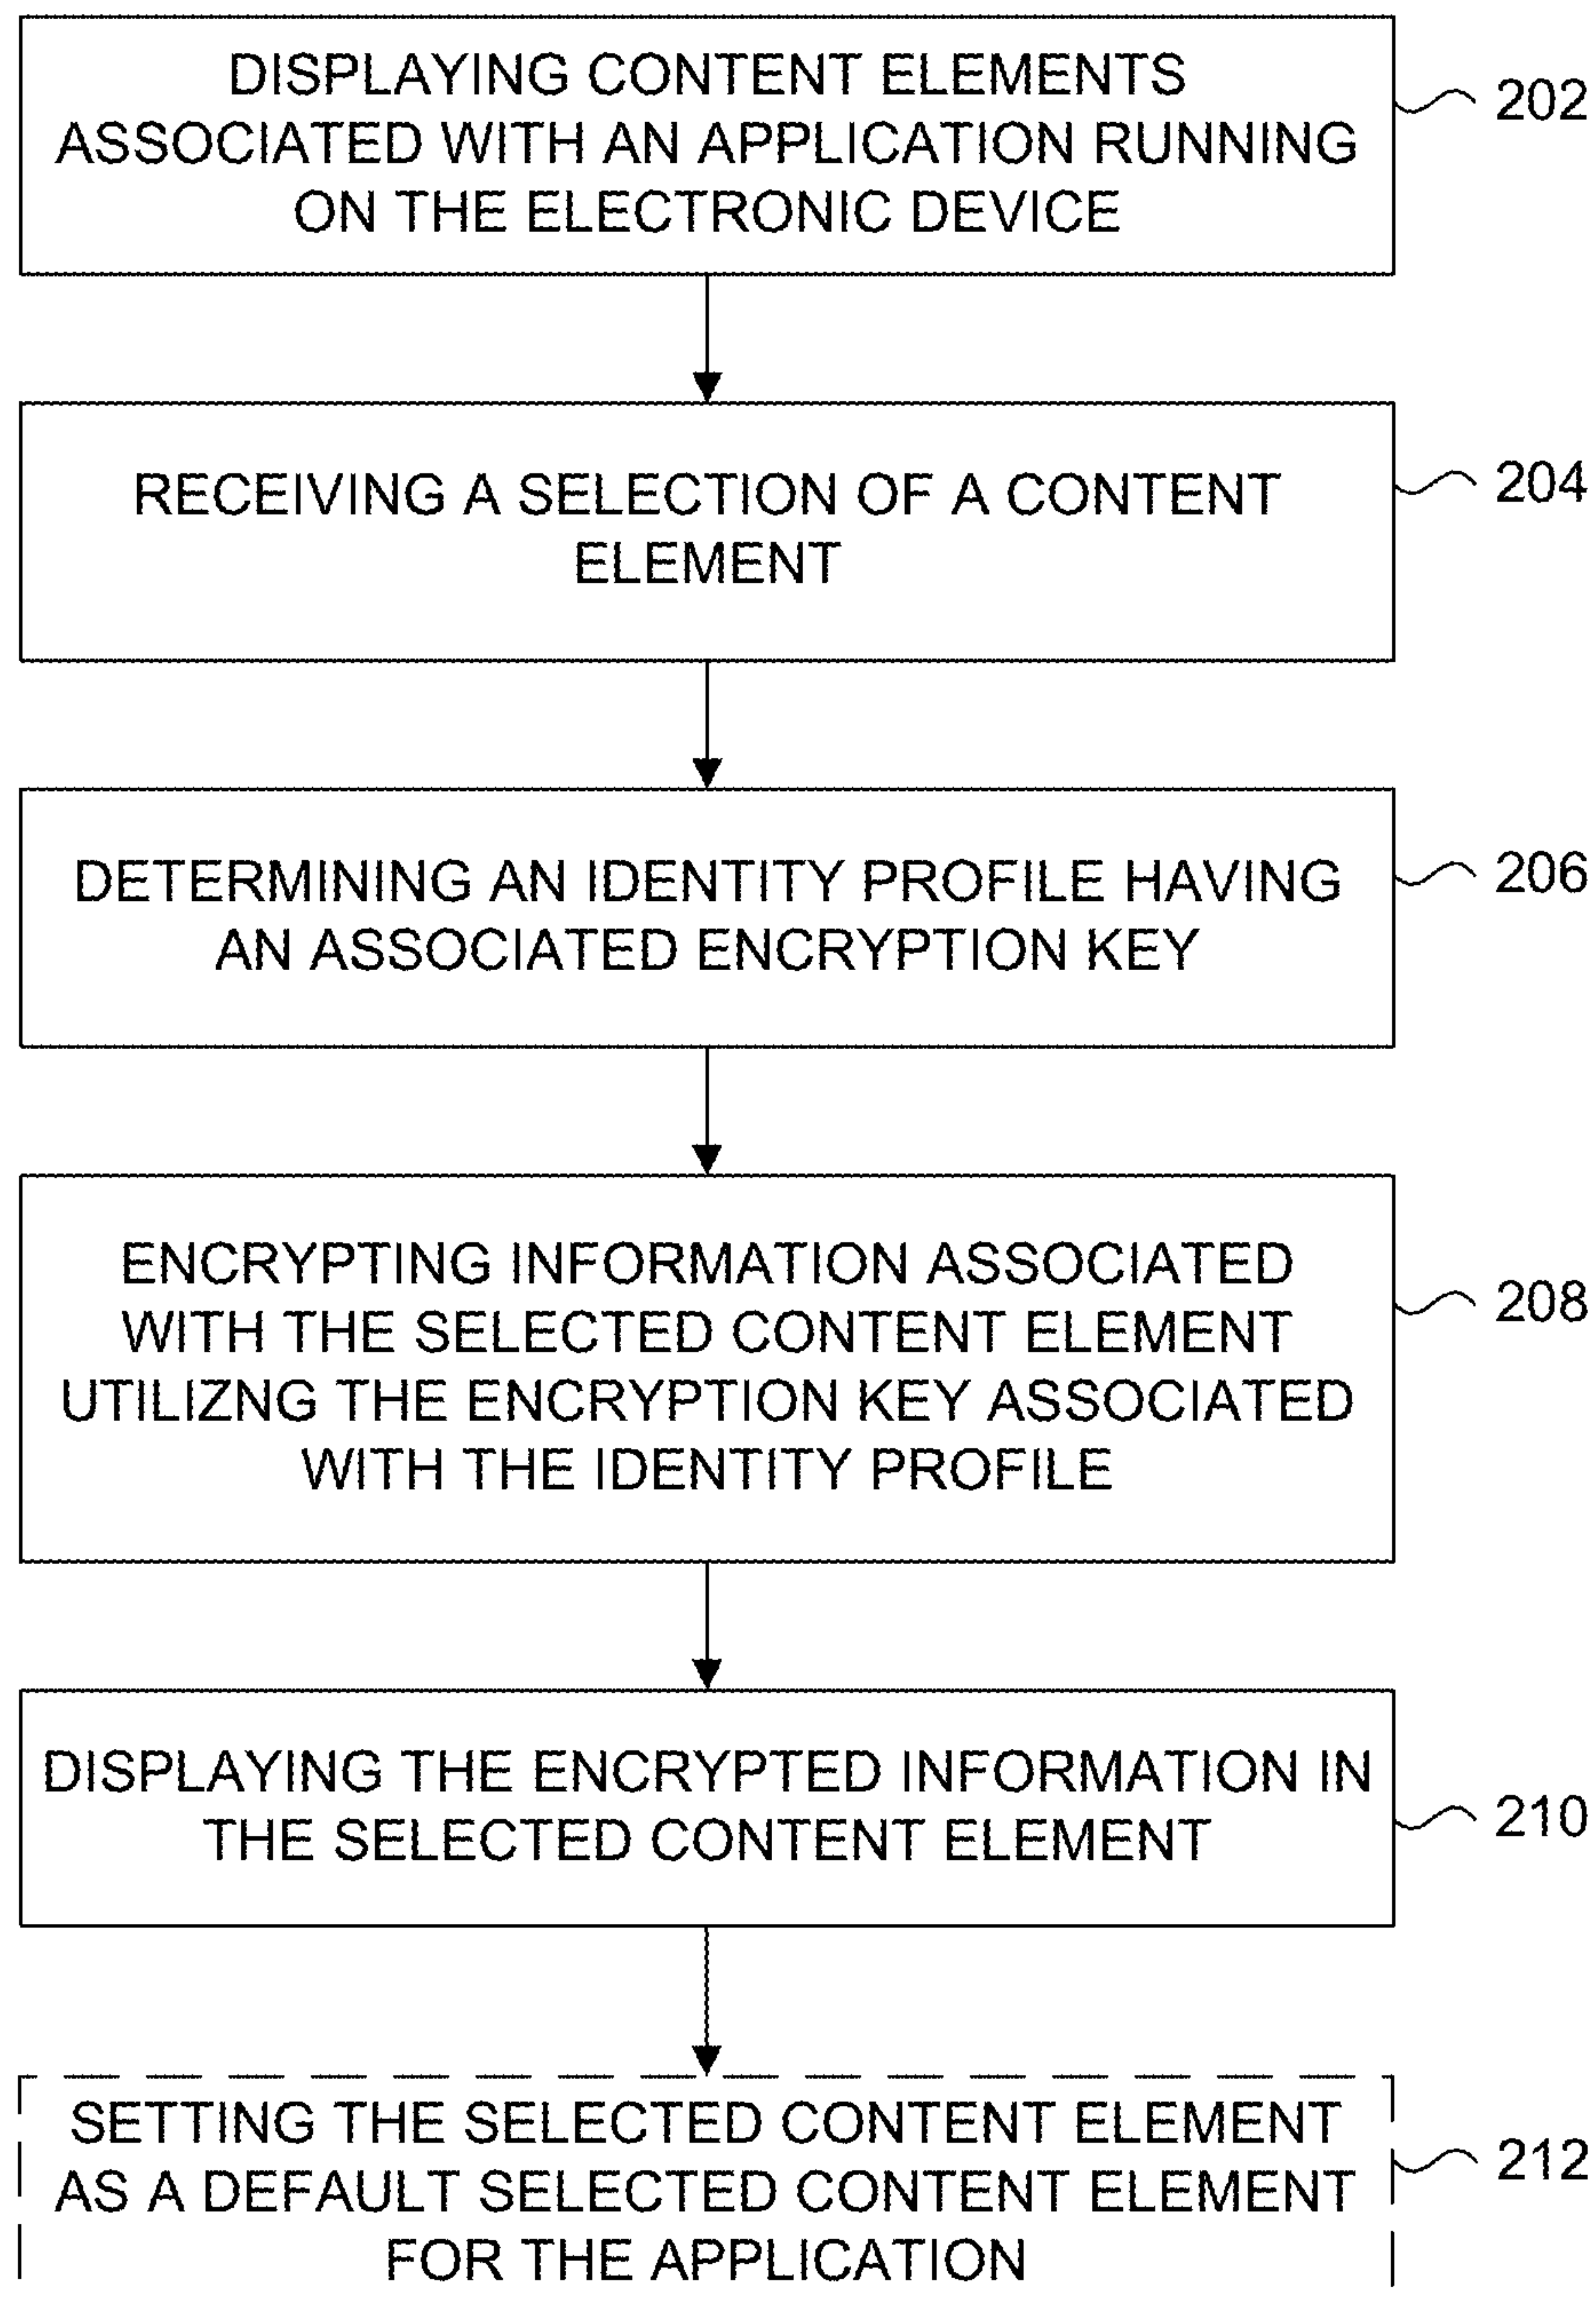 DISPLAYING CONTENT ELEMENTS
ASSOCIATED WITH AN APPLICATION RUNNING
ON THE ELECTRONIC DEVICE
202
RECEIVING A SELECTION OF A CONTENT
ELEMENT
204
DETERMINING AN IDENTITY PROFILE HAVING
AN ASSOCIATED ENCRYPTION KEY
206
ENCRYPTING INFORMATION ASSOCIATED
WITH THE SELECTED CONTENT ELEMENT
UTILIZNG THE ENCRYPTION KEY ASSOCIATED
WITH THE IDENTITY PROFILE
208
DISPLAYING THE ENCRYPTED INFORMATION IN
THE SELECTED CONTENT ELEMENT
210
SETTING THE SELECTED CONTENT ELEMENT
AS A DEFAULT SELECTED CONTENT ELEMENT
FOR THE APPLICATION
212